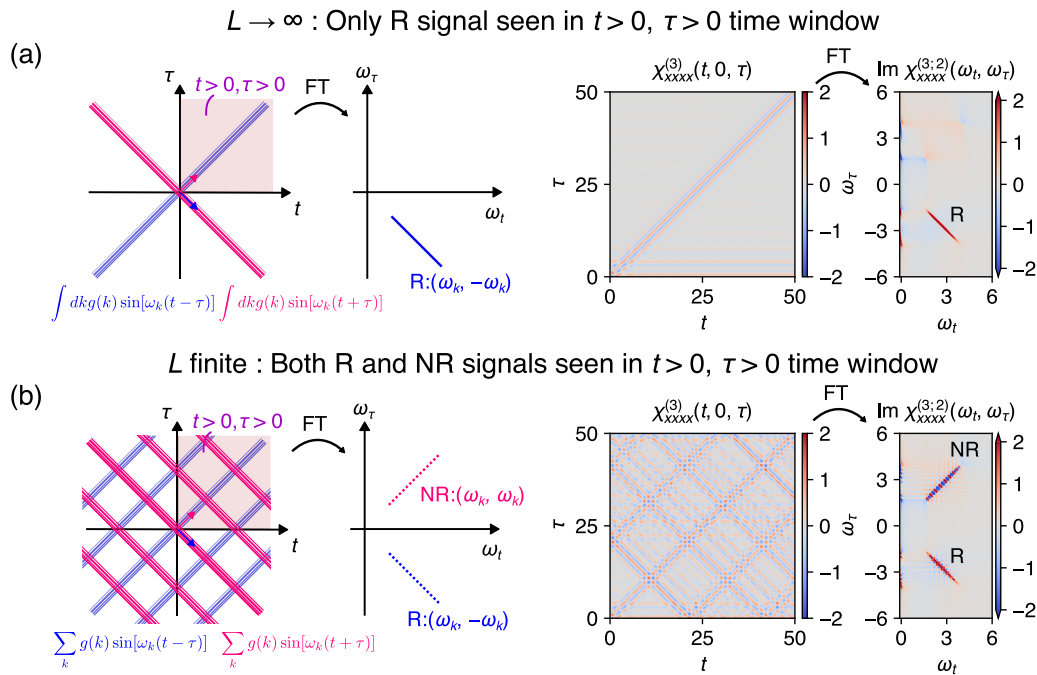 L → ∞ : Only R signal seen in t > 0, τ > 0 time window
(a)
τ
t > 0, τ > 0
t
∫ dkg(k) sin[ω_k(t − τ)] ∫ dkg(k) sin[ω_k(t + τ)]
FT
ω_τ
ω_t
R:(ω_k, −ω_k)
χ^{(3)}_{xxxx}(t, 0, τ)
50
25
0
τ
0 25 50
t
2
1
0
−1
−2
FT
Im χ^{(3;2)}_{xxxx}(ω_t, ω_τ)
6
3
0
−3
−6
ω_τ
R
0 3 6
ω_t
2
1
0
−1
−2
L finite : Both R and NR signals seen in t > 0, τ > 0 time window
(b)
τ
t > 0, τ > 0
t
∑_k g(k) sin[ω_k(t − τ)] ∑_k g(k) sin[ω_k(t + τ)]
FT
ω_τ
NR:(ω_k, ω_k)
ω_t
R:(ω_k, −ω_k)
χ^{(3)}_{xxxx}(t, 0, τ)
50
25
0
τ
0 25 50
t
2
1
0
−1
−2
FT
Im χ^{(3;2)}_{xxxx}(ω_t, ω_τ)
6
3
0
−3
−6
ω_τ
NR
R
0 3 6
ω_t
2
1
0
−1
−2